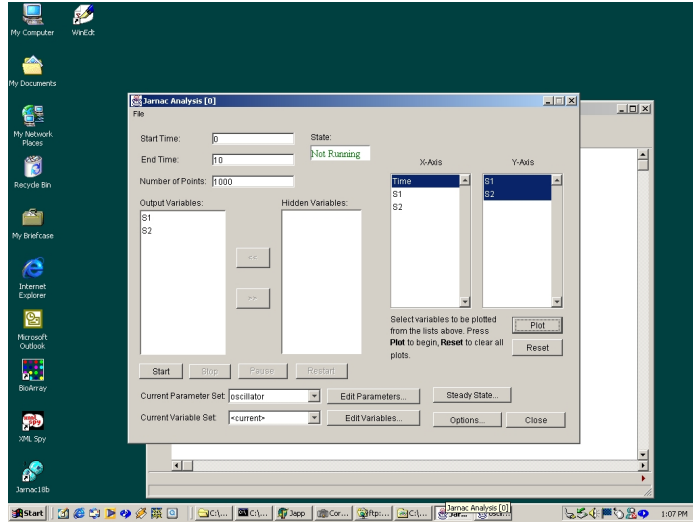 My Computer
WinEdt
My Documents
My Network
Places
Recycle Bin
My Briefcase
Internet
Explorer
Microsoft
Outlook
BioArray
XML Spy
Jarnac18b
Jarnac Analysis [0]
File
Start Time:
0
State:
End Time:
10
Not Running
Number of Points:
1000
X-Axis
Y-Axis
Time
S1
S2
S1
S2
Output Variables:
Hidden Variables:
S1
S2
<<
>>
Select variables to be plotted
from the lists above. Press
Plot to begin, Reset to clear all
plots.
Plot
Reset
Start
Stop
Pause
Restart
Current Parameter Set:
oscillator
Edit Parameters...
Steady State...
Current Variable Set:
<current>
Edit Variables...
Options...
Close
Start
C:\...
C:\...
Japp
Cor...
ftp:...
C:\...
Jar...
Jarnac Analysis [0]
1:07 PM